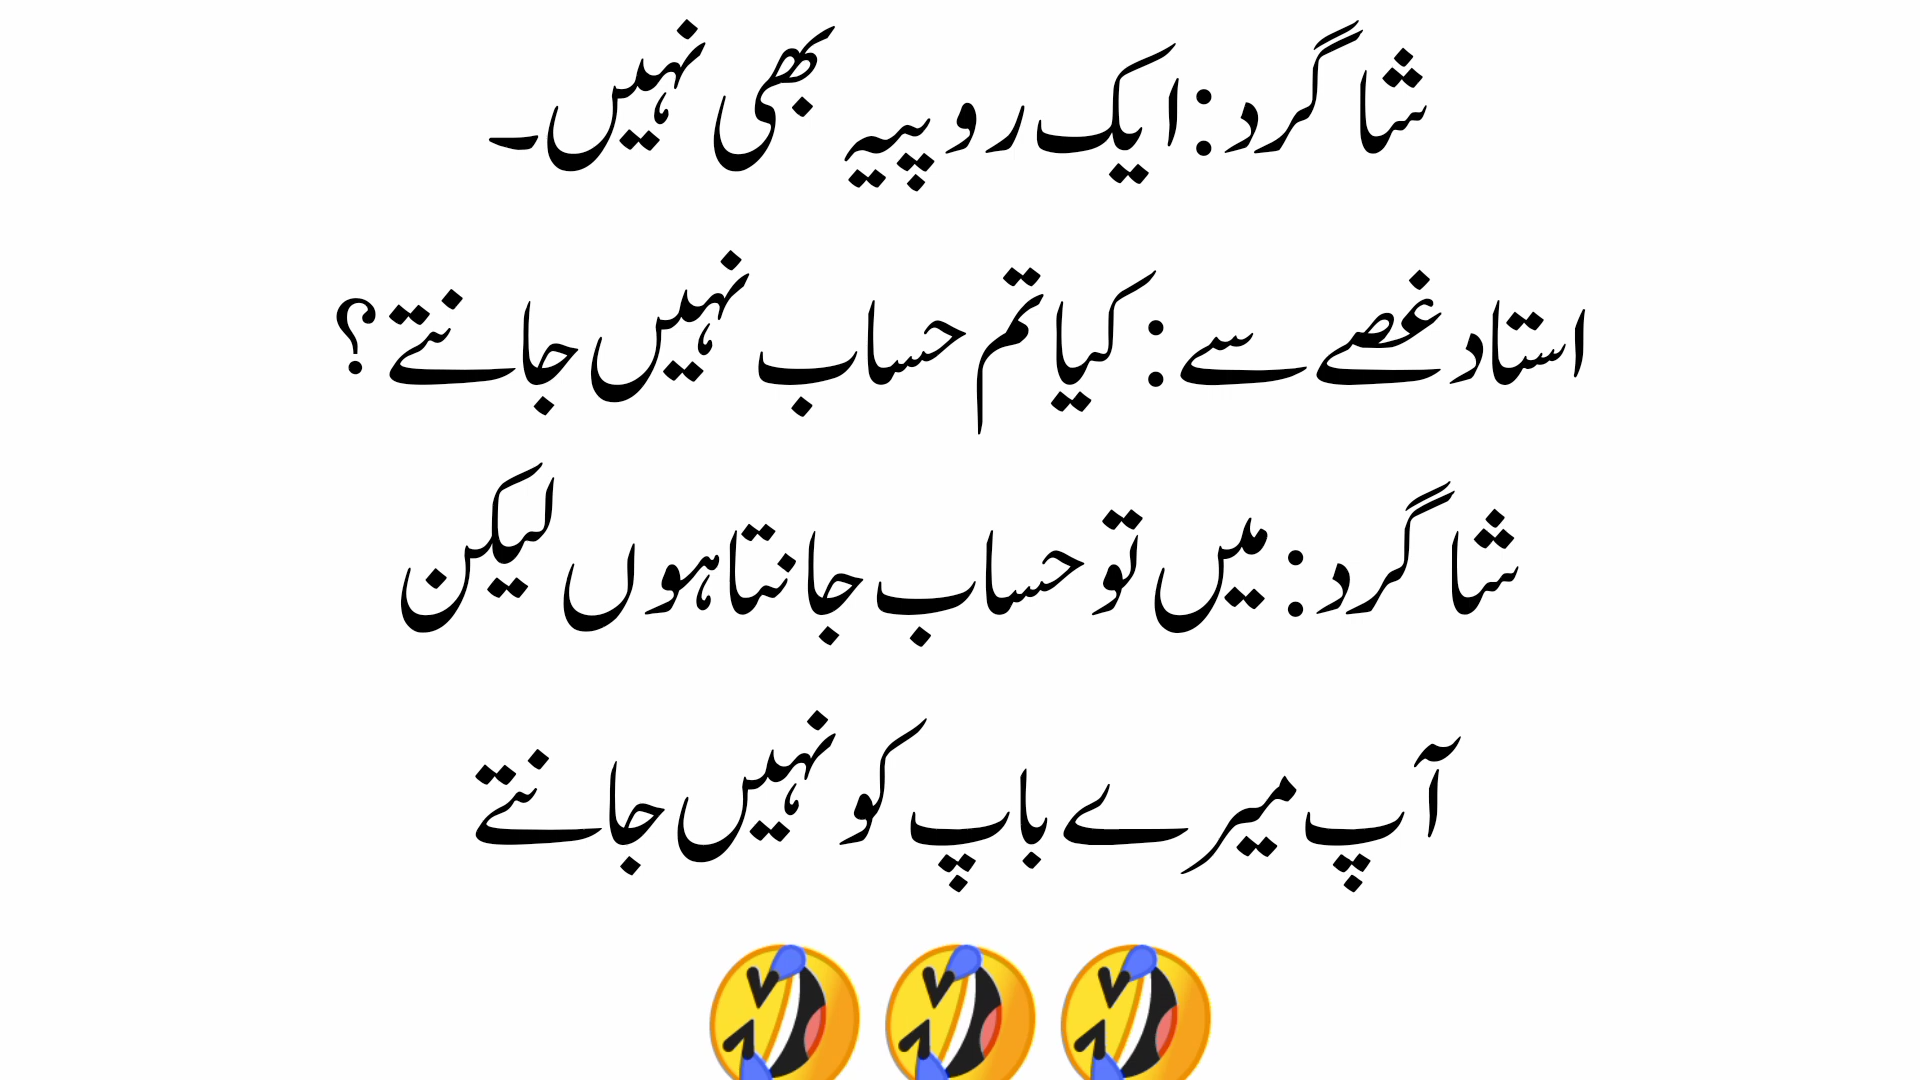 شاگرد: ایک روپیہ بھی نہیں۔
استاد غصے سے: کیا تم حساب نہیں جانتے؟
شاگرد: میں تو حساب جانتا ہوں لیکن
آپ میرے باپ کو نہیں جانتے
🤣🤣🤣